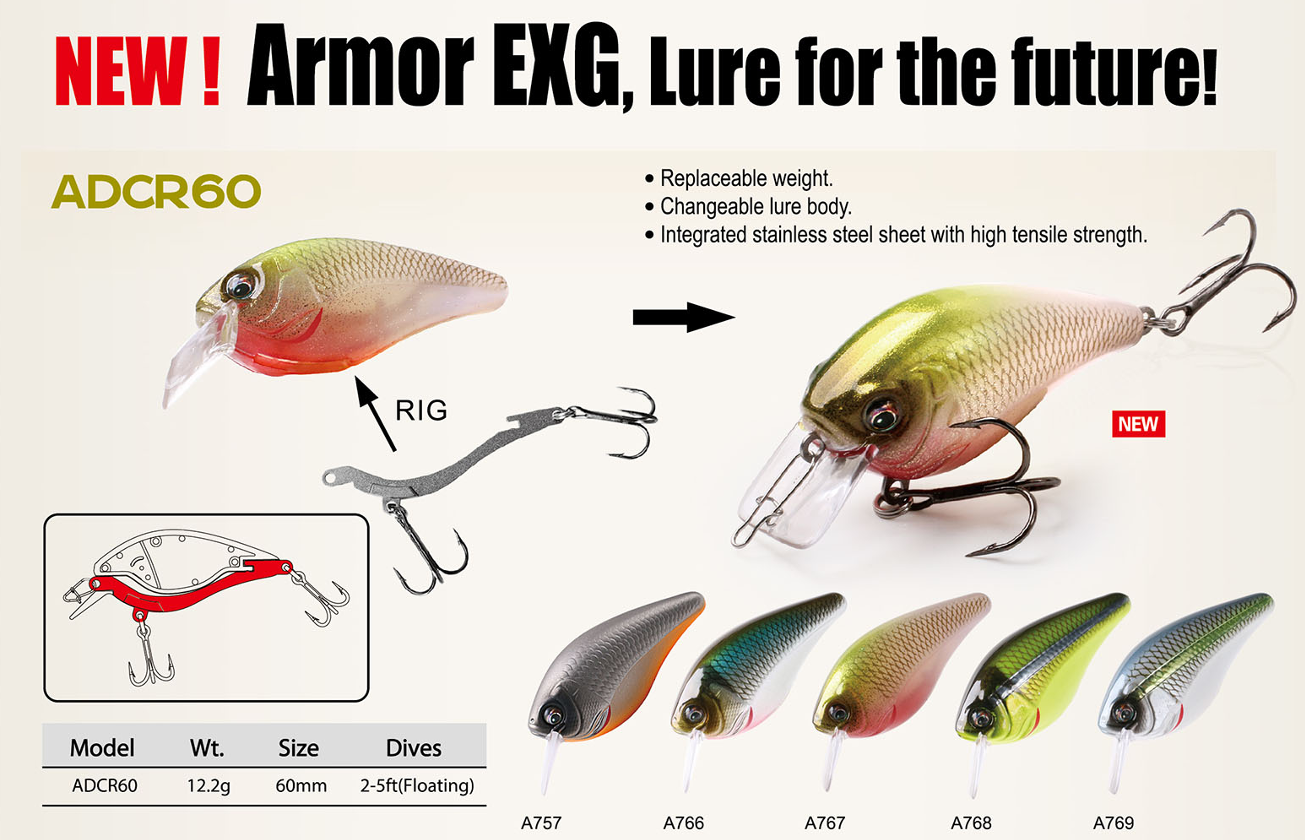 NEW! Armor EXG, Lure for the future!
ADCR60
• Replaceable weight.
• Changeable lure body.
• Integrated stainless steel sheet with high tensile strength.
RIG
NEW
Model Wt. Size Dives
ADCR60 12.2g 60mm 2-5ft(Floating)
A757 A766 A767 A768 A769